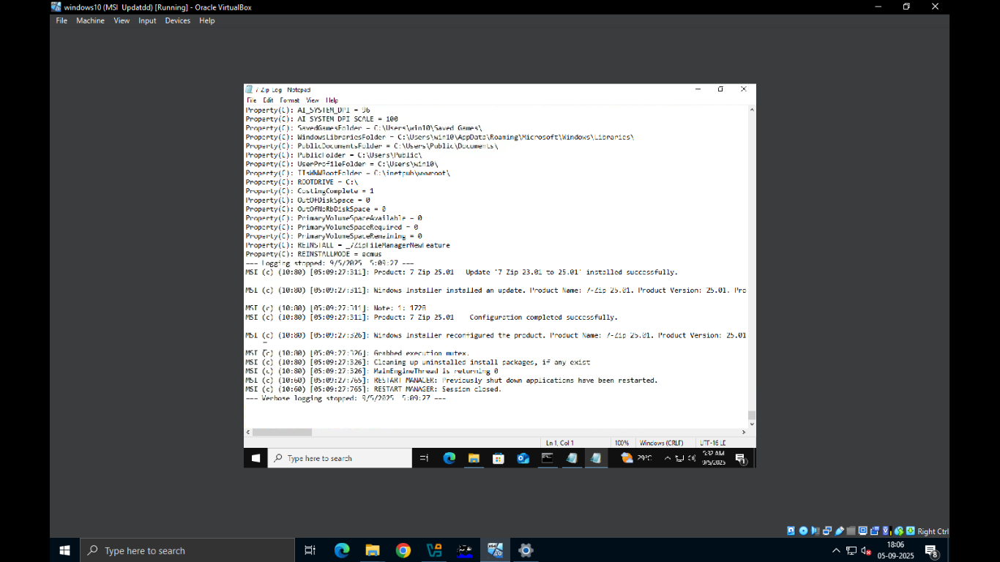 windows10 (MSI Updatdd) [Running] - Oracle VirtualBox
File Machine View Input Devices Help
7 Zip Log - Notepad
File Edit Format View Help
Property(C): AI_SYSTEM_DPI = 96
Property(C): AI_SYSTEM_DPI_SCALE = 100
Property(C): SavedGamesFolder = C:\Users\win10\Saved Games\
Property(C): WindowsLibrariesFolder = C:\Users\win10\AppData\Roaming\Microsoft\Windows\Libraries\
Property(C): PublicDocumentsFolder = C:\Users\Public\Documents\
Property(C): PublicFolder = C:\Users\Public\
Property(C): UserProfileFolder = C:\Users\win10\
Property(C): IISWWWRootFolder = C:\inetpub\wwwroot\
Property(C): ROOTDRIVE = C:\
Property(C): CostingComplete = 1
Property(C): OutOfDiskSpace = 0
Property(C): OutOfNoRbDiskSpace = 0
Property(C): PrimaryVolumeSpaceAvailable = 0
Property(C): PrimaryVolumeSpaceRequired = 0
Property(C): PrimaryVolumeSpaceRemaining = 0
Property(C): REINSTALL = _7ZipFileManagerNewFeature
Property(C): REINSTALLMODE = ecmus
=== Logging stopped: 9/5/2025 5:09:27 ===
MSI (c) (10:80) [05:09:27:311]: Product: 7-Zip 25.01 - Update '7 Zip 23.01 to 25.01' installed successfully.
MSI (c) (10:80) [05:09:27:311]: Windows Installer installed an update. Product Name: 7-Zip 25.01. Product Version: 25.01. Pro
MSI (c) (10:80) [05:09:27:311]: Note: 1: 1728
MSI (c) (10:80) [05:09:27:311]: Product: 7-Zip 25.01 -- Configuration completed successfully.
MSI (c) (10:80) [05:09:27:326]: Windows Installer reconfigured the product. Product Name: 7-Zip 25.01. Product Version: 25.01
MSI (c) (10:80) [05:09:27:326]: Grabbed execution mutex.
MSI (c) (10:80) [05:09:27:326]: Cleaning up uninstalled install packages, if any exist
MSI (c) (10:80) [05:09:27:326]: MainEngineThread is returning 0
MSI (c) (10:60) [05:09:27:765]: RESTART MANAGER: Previously shut down applications have been restarted.
MSI (c) (10:60) [05:09:27:765]: RESTART MANAGER: Session closed.
=== Verbose logging stopped: 9/5/2025 5:09:27 ===
Ln 1, Col 1 100% Windows (CRLF) UTF-16 LE
Type here to search 29°C 5:32 AM
9/5/2025
Right Ctrl
Type here to search 18:06
05-09-2025 8